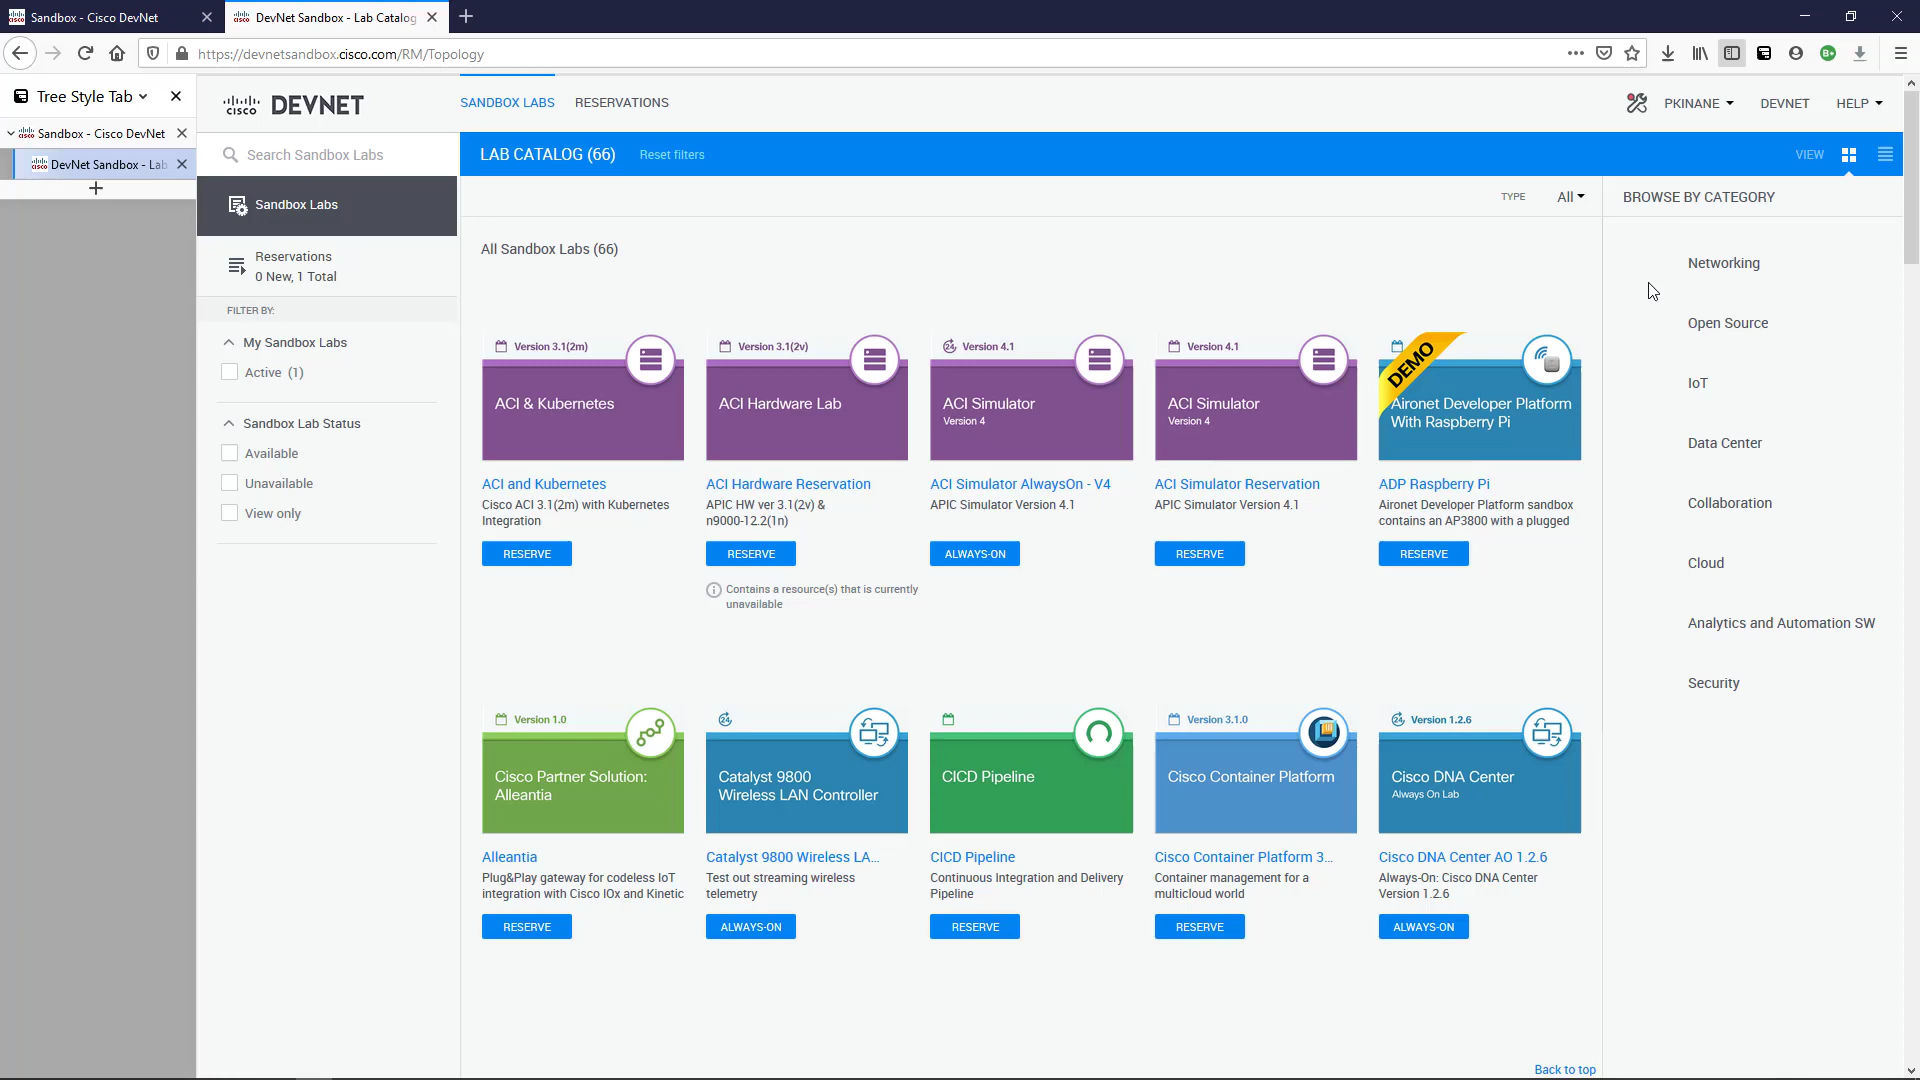 Sandbox - Cisco DevNet
DevNet Sandbox - Lab Catalog
https://devnetsandbox.cisco.com/RM/Topology
Tree Style Tab
Sandbox - Cisco DevNet
DevNet Sandbox - Lab
cisco DEVNET
SANDBOX LABS
RESERVATIONS
PKINANE
DEVNET
HELP
Search Sandbox Labs
LAB CATALOG (66)
Reset filters
VIEW
Sandbox Labs
Reservations
0 New, 1 Total
FILTER BY:
My Sandbox Labs
Active (1)
Sandbox Lab Status
Available
Unavailable
View only
TYPE
All
All Sandbox Labs (66)
Version 3.1(2m)
ACI & Kubernetes
ACI and Kubernetes
Cisco ACI 3.1(2m) with Kubernetes
Integration
RESERVE
Version 3.1(2v)
ACI Hardware Lab
ACI Hardware Reservation
APIC HW ver 3.1(2v) &
n9000-12.2(1n)
RESERVE
Contains a resource(s) that is currently
unavailable
24
Version 4.1
ACI Simulator
Version 4
ACI Simulator AlwaysOn - V4
APIC Simulator Version 4.1
ALWAYS-ON
Version 4.1
ACI Simulator
Version 4
ACI Simulator Reservation
APIC Simulator Version 4.1
RESERVE
DEMO
Aironet Developer Platform
With Raspberry Pi
ADP Raspberry Pi
Aironet Developer Platform sandbox
contains an AP3800 with a plugged
RESERVE
Version 1.0
Cisco Partner Solution:
Alleantia
Alleantia
Plug&Play gateway for codeless IoT
integration with Cisco IOx and Kinetic
RESERVE
24
Catalyst 9800
Wireless LAN Controller
Catalyst 9800 Wireless LA...
Test out streaming wireless
telemetry
ALWAYS-ON
CICD Pipeline
CICD Pipeline
Continuous Integration and Delivery
Pipeline
RESERVE
Version 3.1.0
Cisco Container Platform
Cisco Container Platform 3...
Container management for a
multicloud world
RESERVE
24
Version 1.2.6
Cisco DNA Center
Always On Lab
Cisco DNA Center AO 1.2.6
Always-On: Cisco DNA Center
Version 1.2.6
ALWAYS-ON
Back to top
BROWSE BY CATEGORY
Networking
Open Source
IoT
Data Center
Collaboration
Cloud
Analytics and Automation SW
Security